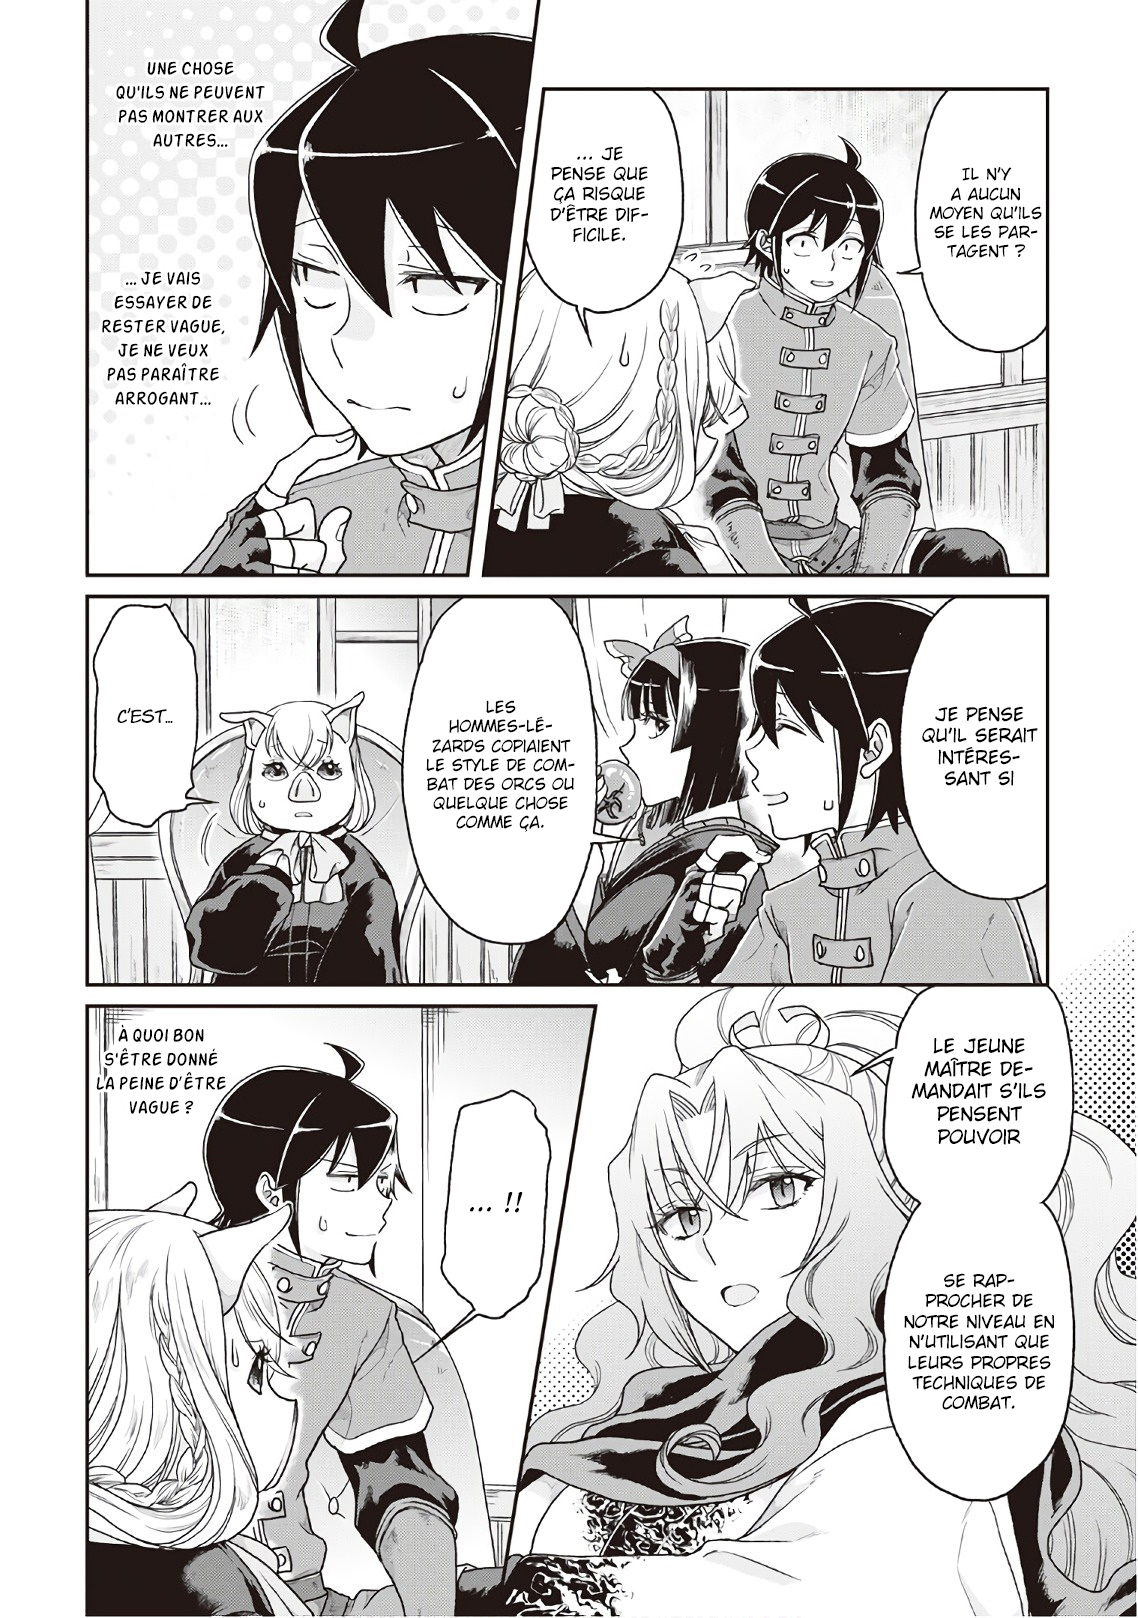 IL N'Y
A AUCUN
MOYEN QU'ILS
SE LES PAR-
TAGENT ?
... JE
PENSE QUE
ÇA RISQUE
D'ÊTRE DIF-
FICILE.
UNE CHOSE
QU'ILS NE PEUVENT
PAS MONTRER AUX
AUTRES...
... JE VAIS
ESSAYER DE
RESTER VAGUE,
JE NE VEUX
PAS PARAÎTRE
ARROGANT...
JE PENSE
QU'IL SERAIT
INTÉRES-
SANT SI
LES
HOMMES-LÉ-
ZARDS COPIAIENT
LE STYLE DE COM-
BAT DES ORCS OU
QUELQUE CHOSE
COMME ÇA.
C'EST...
LE JEUNE
MAÎTRE DE-
MANDAIT S'ILS
PENSENT
POUVOIR
SE RAP-
PROCHER DE
NOTRE NIVEAU EN
N'UTILISANT QUE
LEURS PROPRES
TECHNIQUES DE
COMBAT.
... !!
À QUOI BON
S'ÊTRE DONNÉ
LA PEINE D'ÊTRE
VAGUE ?